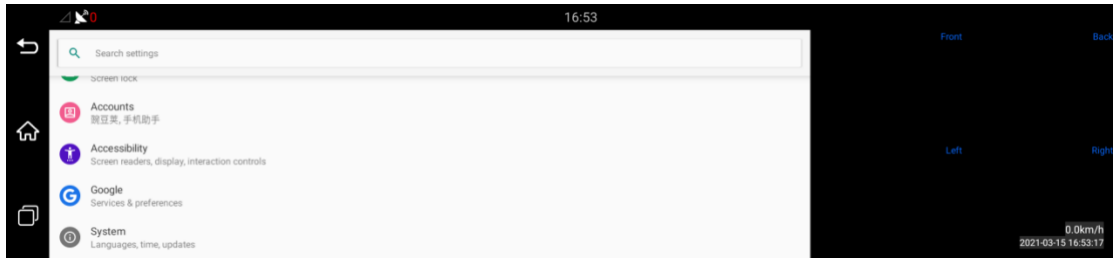 0
16:53
Search settings
Screen lock
Accounts
豌豆荚, 手机助手
Accessibility
Screen readers, display, interaction controls
Google
Services & preferences
System
Languages, time, updates
Front
Back
Left
Right
0.0km/h
2021-03-15 16:53:17